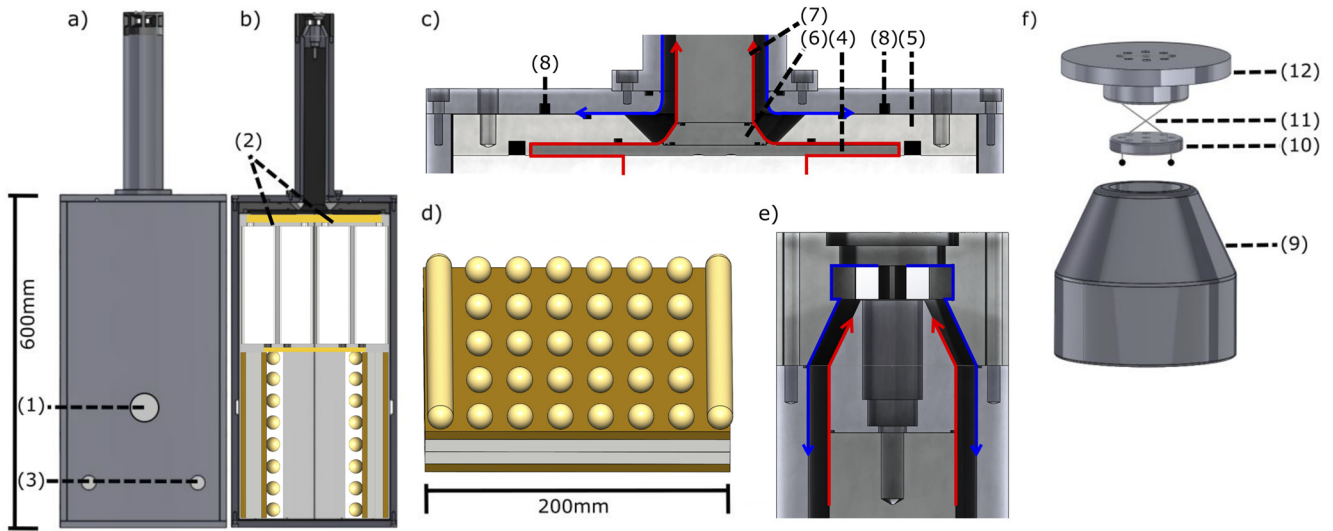 a)
b)
c)
(7)
(6)(4)
(8)(5)
(8)
f)
(12)
(11)
(10)
(9)
(2)
600mm
(1)
(3)
d)
200mm
e)